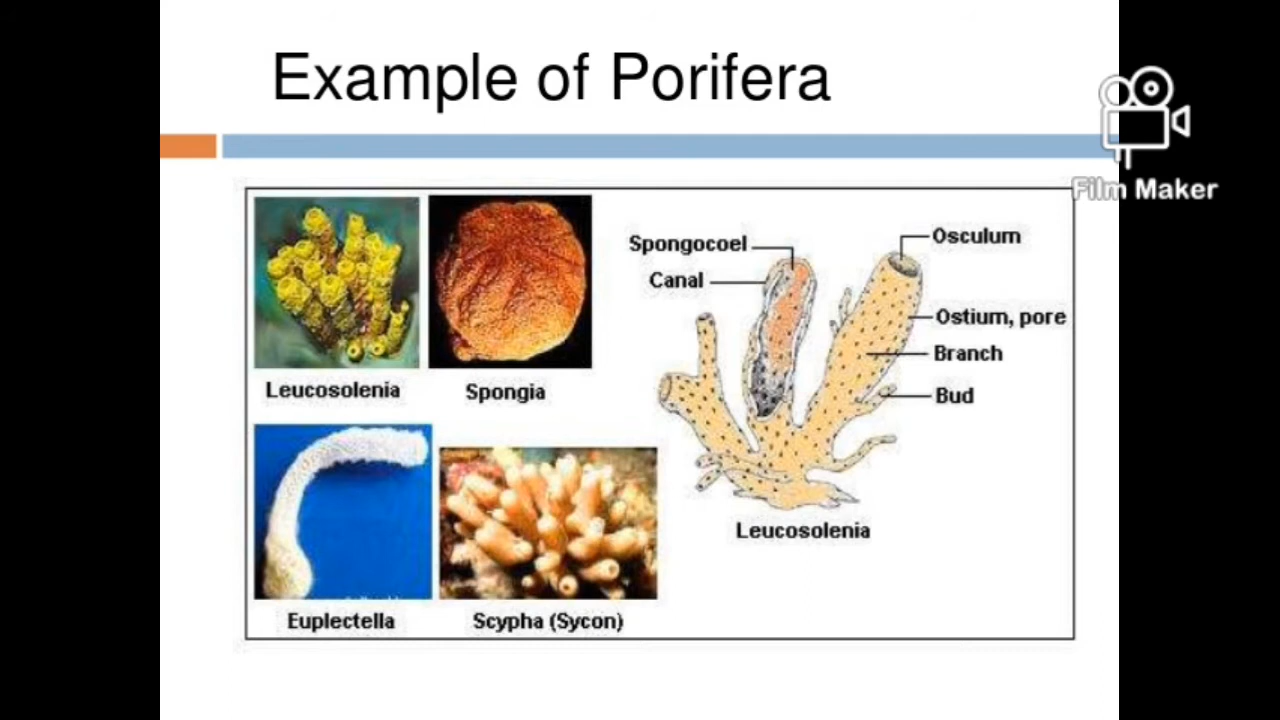 Example of Porifera
Film Maker
Spongocoel
Canal
Osculum
Ostium, pore
Branch
Bud
Leucosolenia
Spongia
Leucosolenia
Euplectella
Scypha (Sycon)